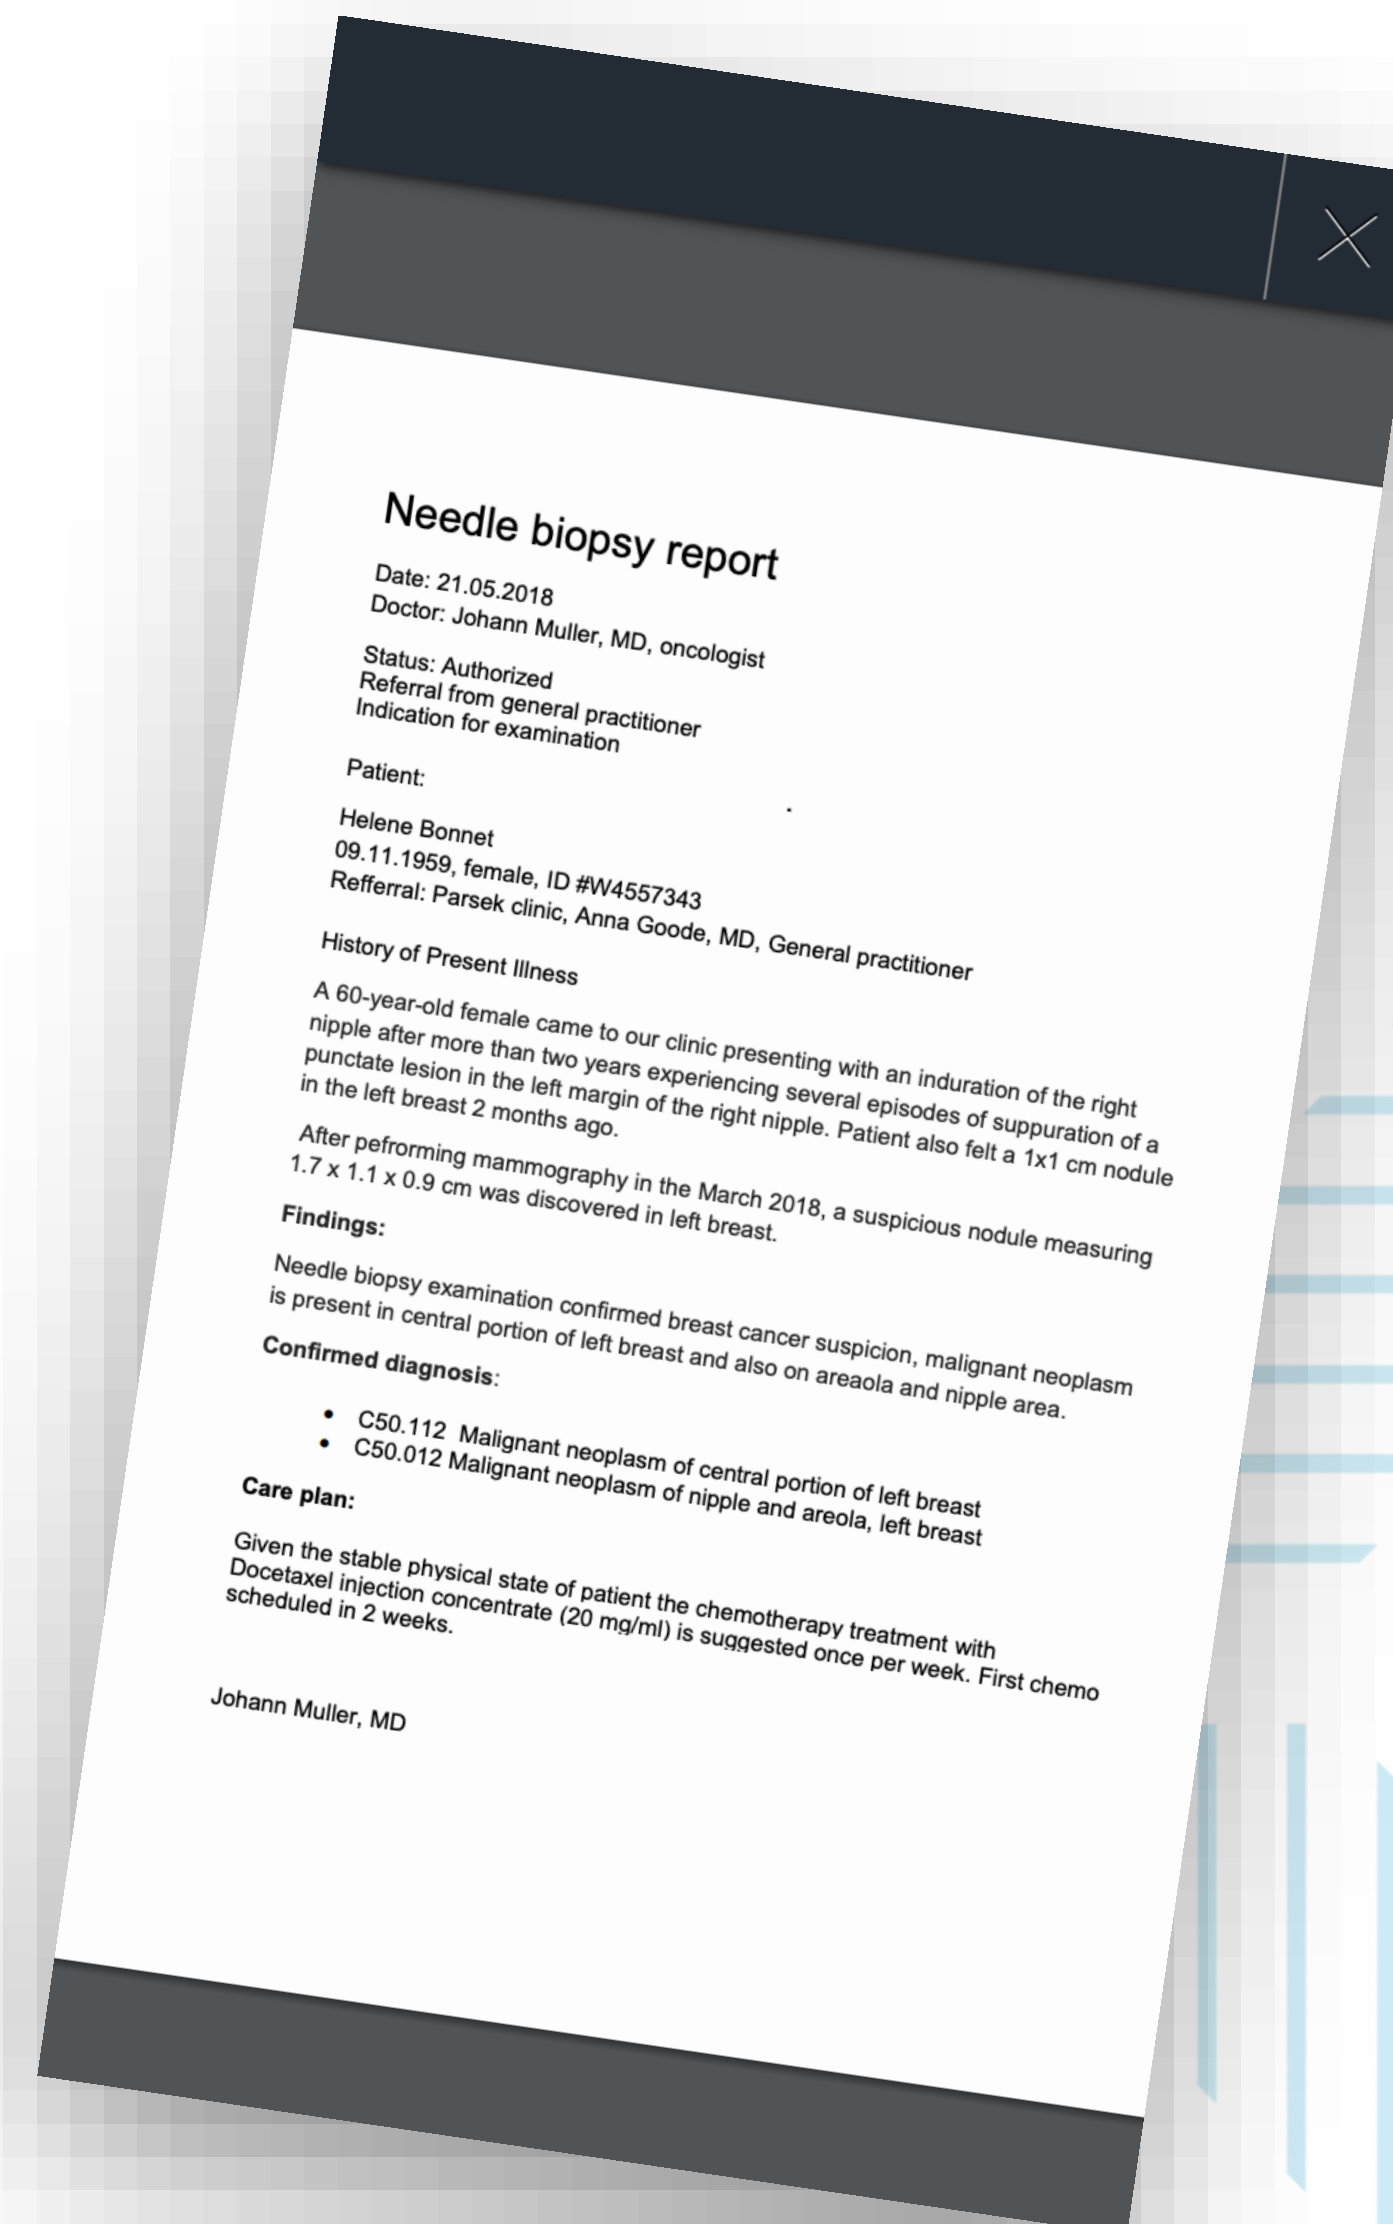 Needle biopsy report
Date: 21.05.2018
Doctor: Johann Muller, MD, oncologist
Status: Authorized
Referral from general practitioner
Indication for examination
Patient:
Helene Bonnet
09.11.1959, female, ID #W4557343
Refferral: Parsek clinic, Anna Goode, MD, General practitioner
History of Present Illness
A 60-year-old female came to our clinic presenting with an induration of the right
nipple after more than two years experiencing several episodes of suppuration of a
punctate lesion in the left margin of the right nipple. Patient also felt a 1x1 cm nodule
in the left breast 2 months ago.
After pefrorming mammography in the March 2018, a suspicious nodule measuring
1.7 x 1.1 x 0.9 cm was discovered in left breast.
Findings:
Needle biopsy examination confirmed breast cancer suspicion, malignant neoplasm
is present in central portion of left breast and also on areaola and nipple area.
Confirmed diagnosis:
• C50.112 Malignant neoplasm of central portion of left breast
• C50.012 Malignant neoplasm of nipple and areola, left breast
Care plan:
Given the stable physical state of patient the chemotherapy treatment with
Docetaxel injection concentrate (20 mg/ml) is suggested once per week. First chemo
scheduled in 2 weeks.
Johann Muller, MD